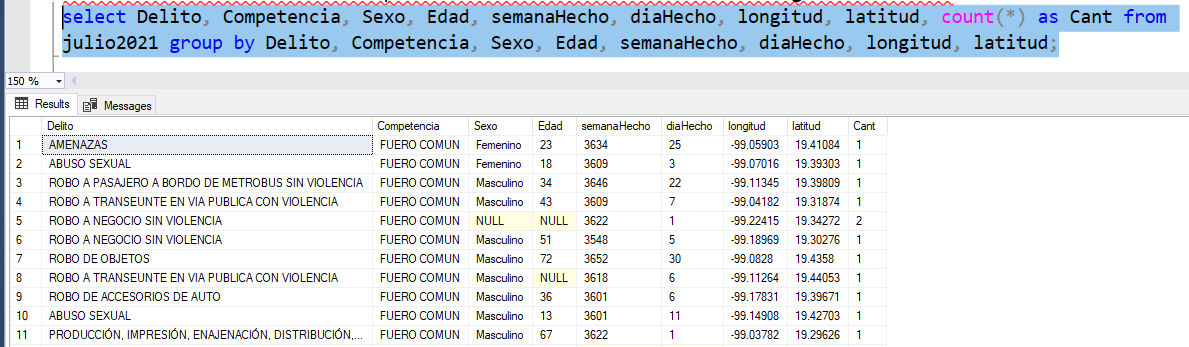 select Delito, Competencia, Sexo, Edad, semanaHecho, diaHecho, longitud, latitud, count(*) as Cant from
julio2021 group by Delito, Competencia, Sexo, Edad, semanaHecho, diaHecho, longitud, latitud;
150 %
Results Messages
Delito Competencia Sexo Edad semanaHecho diaHecho longitud latitud Cant
1 AMENAZAS FUERO COMUN Femenino 23 3634 25 -99.05903 19.41084 1
2 ABUSO SEXUAL FUERO COMUN Femenino 18 3609 3 -99.07016 19.39303 1
3 ROBO A PASAJERO A BORDO DE METROBUS SIN VIOLENCIA FUERO COMUN Masculino 34 3646 22 -99.11345 19.39809 1
4 ROBO A TRANSEUNTE EN VIA PUBLICA CON VIOLENCIA FUERO COMUN Masculino 43 3609 7 -99.04182 19.31874 1
5 ROBO A NEGOCIO SIN VIOLENCIA FUERO COMUN NULL NULL 3622 1 -99.22415 19.34272 2
6 ROBO A NEGOCIO SIN VIOLENCIA FUERO COMUN Masculino 51 3548 5 -99.18969 19.30276 1
7 ROBO DE OBJETOS FUERO COMUN Masculino 72 3652 30 -99.0828 19.4358 1
8 ROBO A TRANSEUNTE EN VIA PUBLICA CON VIOLENCIA FUERO COMUN Masculino NULL 3618 6 -99.11264 19.44053 1
9 ROBO DE ACCESORIOS DE AUTO FUERO COMUN Masculino 36 3601 6 -99.17831 19.39671 1
10 ABUSO SEXUAL FUERO COMUN Masculino 13 3601 11 -99.14908 19.42703 1
11 PRODUCCIÓN, IMPRESIÓN, ENAJENACIÓN, DISTRIBUCIÓN,... FUERO COMUN Masculino 67 3622 1 -99.03782 19.29626 1